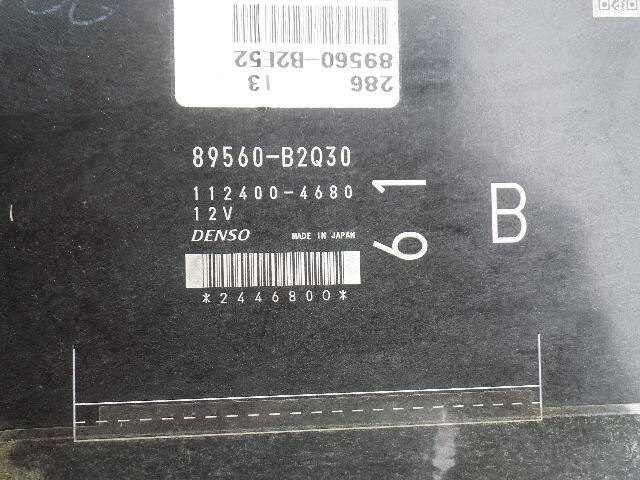 89560-B2E52
286 13
89560-B2Q30
112400-4680
12V
DENSO MADE IN JAPAN
*2446800*
61
B